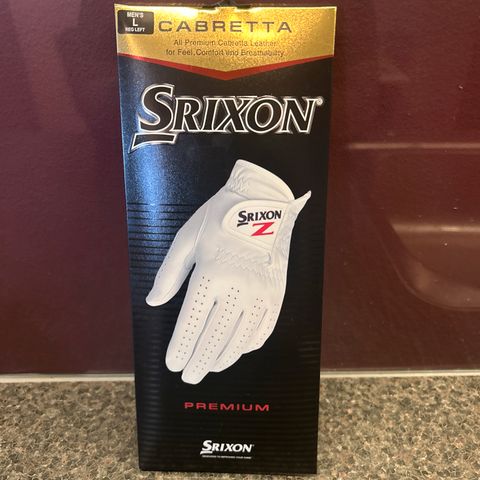 MEN'S
L
REG LEFT
CABRETTA
All Premium Cabretta Leather
for Feel, Comfort and Breathability
SRIXON®
SRIXON
Z
PREMIUM
SRIXON